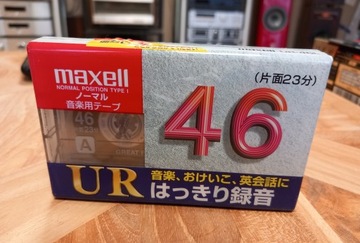 maxell
NORMAL POSITION TYPE I
ノーマル
音楽用テープ
(片面23分)
46
46
A
UR
音楽、おけいこ、英会話に
はっきり録音